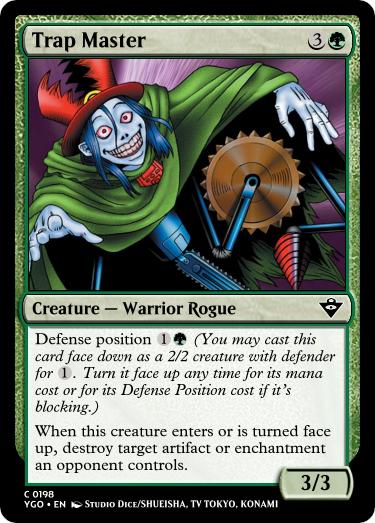 Trap Master 3
Creature — Warrior Rogue
Defense position 1 (You may cast this
card face down as a 2/2 creature with defender
for 1. Turn it face up any time for its mana
cost or for its Defense Position cost if it's
blocking.)
When this creature enters or is turned face
up, destroy target artifact or enchantment
an opponent controls.
3/3
C 0198
YGO • EN Studio Dice/SHUEISHA, TV TOKYO, KONAMI